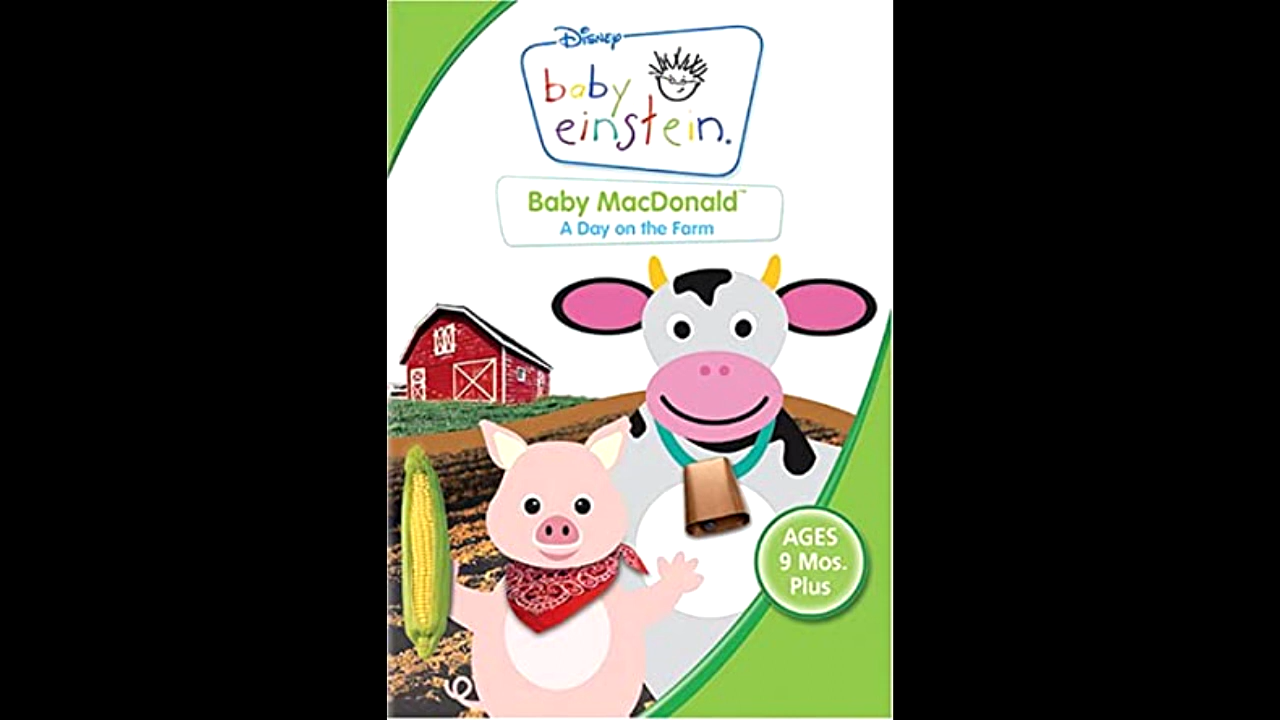 Disney
baby
einstein.
Baby MacDonald™
A Day on the Farm
AGES
9 Mos.
Plus